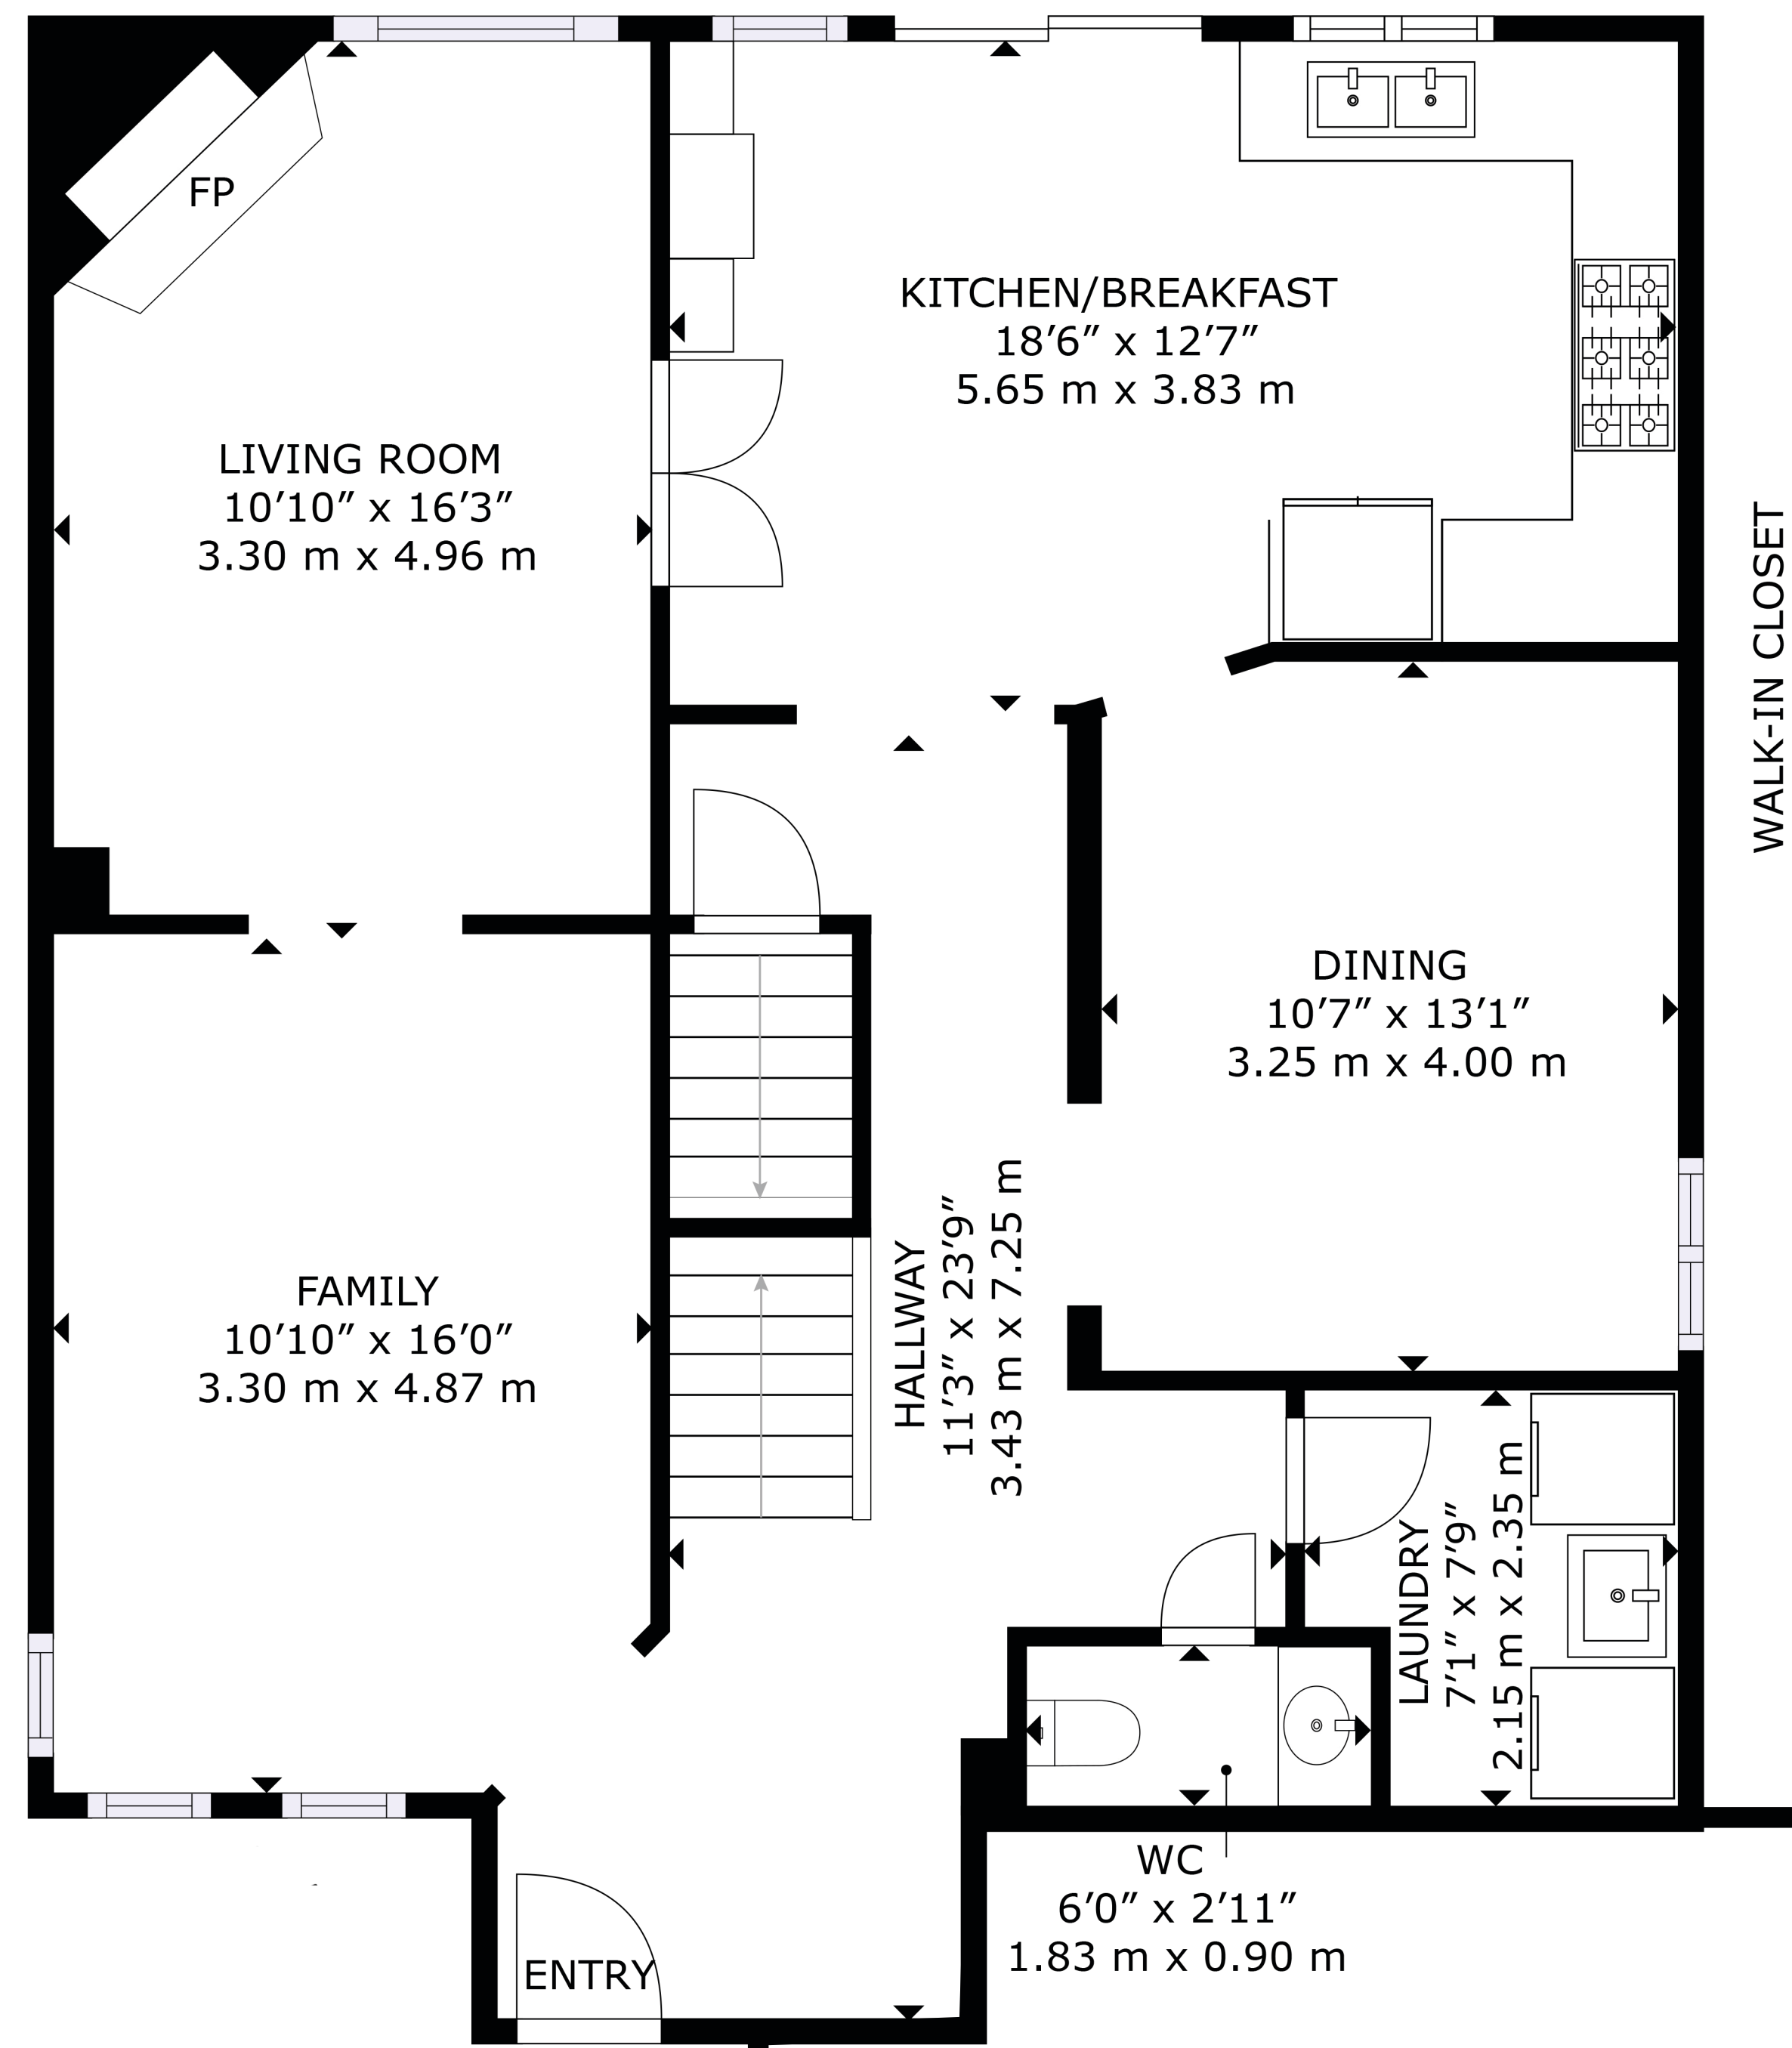 FP
KITCHEN/BREAKFAST
18’6” x 12’7”
5.65 m x 3.83 m
LIVING ROOM
10’10” x 16’3”
3.30 m x 4.96 m
WALK-IN CLOSET
DINING
10’7” x 13’1”
3.25 m x 4.00 m
FAMILY
10’10” x 16’0”
3.30 m x 4.87 m
HALLWAY
11’3” x 23’9”
3.43 m x 7.25 m
LAUNDRY
7’1” x 7’9”
2.15 m x 2.35 m
WC
6’0” x 2’11”
1.83 m x 0.90 m
ENTRY